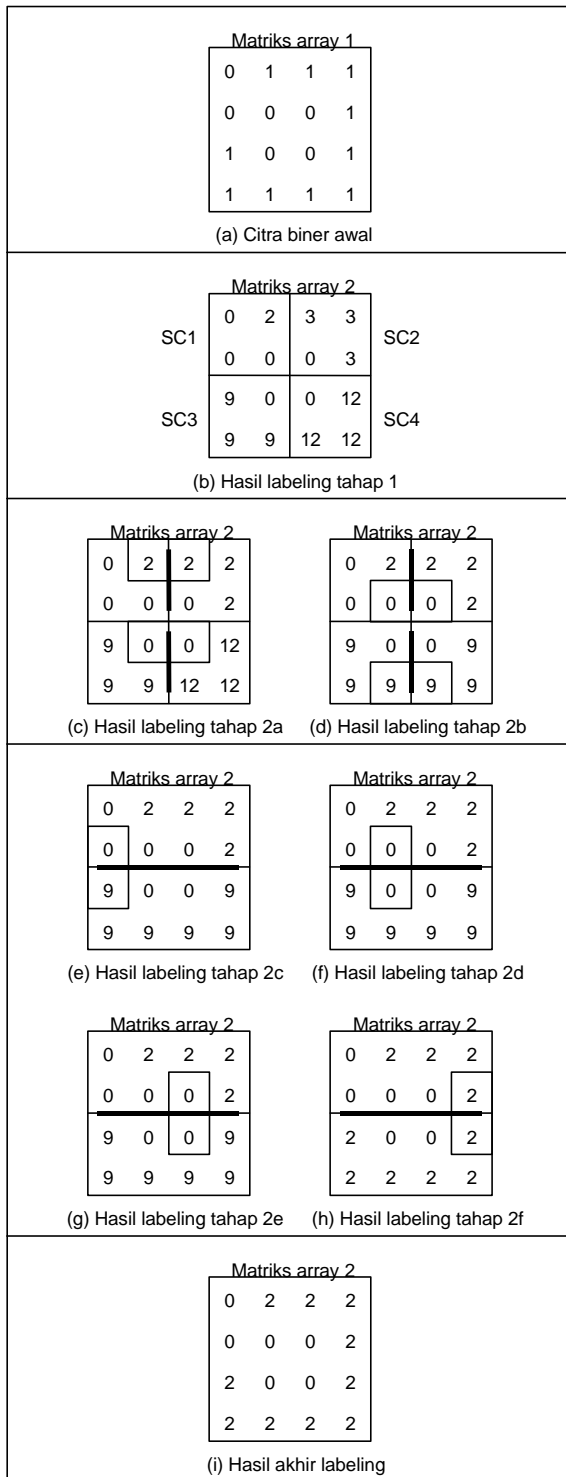 Matriks array 1
0 1 1 1
0 0 0 1
1 0 0 1
1 1 1 1
(a) Citra biner awal
Matriks array 2
0 2 3 3
SC1 SC2
0 0 0 3
9 0 0 12
SC3 SC4
9 9 12 12
(b) Hasil labeling tahap 1
Matriks array 2
0 2 2 2
0 0 0 2
9 0 0 12
9 9 12 12
(c) Hasil labeling tahap 2a
Matriks array 2
0 2 2 2
0 0 0 2
9 0 0 9
9 9 9 9
(d) Hasil labeling tahap 2b
Matriks array 2
0 2 2 2
0 0 0 2
9 0 0 9
9 9 9 9
(e) Hasil labeling tahap 2c
Matriks array 2
0 2 2 2
0 0 0 2
9 0 0 9
9 9 9 9
(f) Hasil labeling tahap 2d
Matriks array 2
0 2 2 2
0 0 0 2
9 0 0 9
9 9 9 9
(g) Hasil labeling tahap 2e
Matriks array 2
0 2 2 2
0 0 0 2
2 0 0 2
2 2 2 2
(h) Hasil labeling tahap 2f
Matriks array 2
0 2 2 2
0 0 0 2
2 0 0 2
2 2 2 2
(i) Hasil akhir labeling